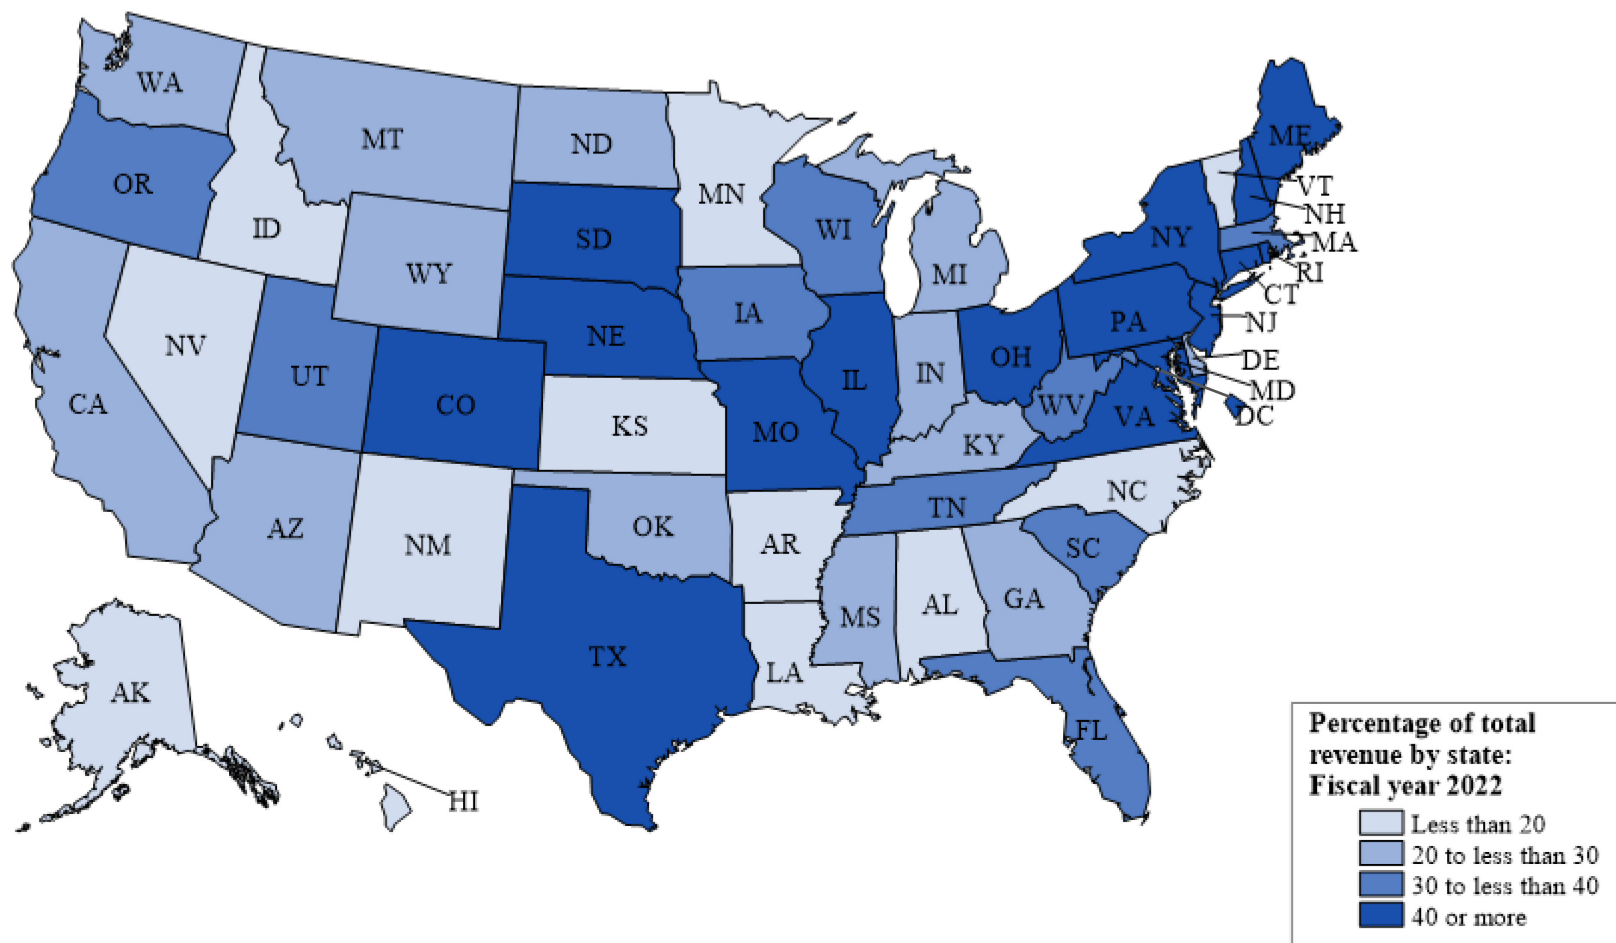 WA
MT
ND
MN
ME
OR
ID
SD
WI
NY
VT
NH
MA
WY
MI
RI
CT
NV
UT
CO
NE
IA
IL
IN
OH
PA
NJ
DE
MD
DC
CA
KS
MO
KY
WV
VA
AZ
NM
OK
AR
TN
NC
SC
TX
LA
MS
AL
GA
FL
AK
HI
Percentage of total
revenue by state:
Fiscal year 2022
Less than 20
20 to less than 30
30 to less than 40
40 or more